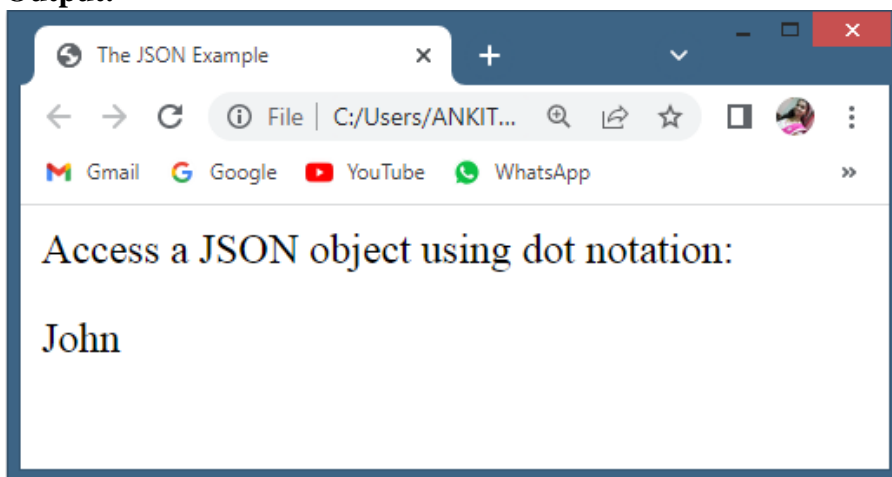 Output:
The JSON Example
File | C:/Users/ANKIT...
Gmail Google YouTube WhatsApp »
Access a JSON object using dot notation:
John